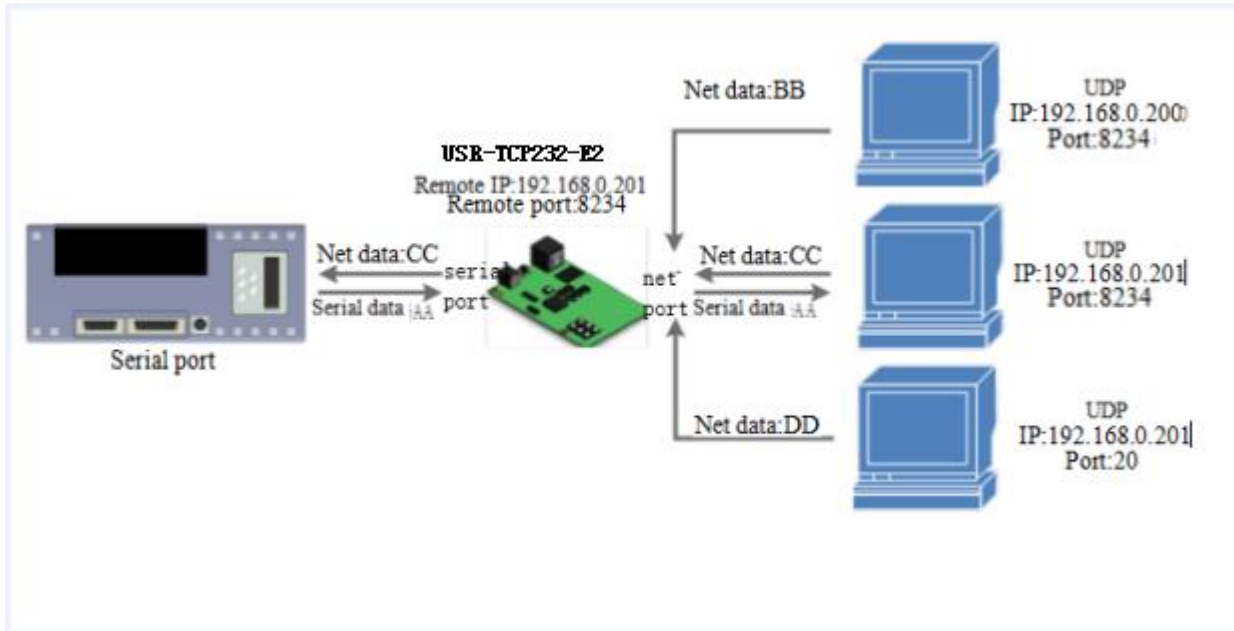 Net data:BB
UDP
IP:192.168.0.200
Port:8234
USR-TCP232-E2
Remote IP:192.168.0.201
Remote port:8234
Net data:CC
serial
port
Serial data :AA
Serial port
net
port
Net data:CC
Serial data :AA
UDP
IP:192.168.0.201
Port:8234
Net data:DD
UDP
IP:192.168.0.201
Port:20